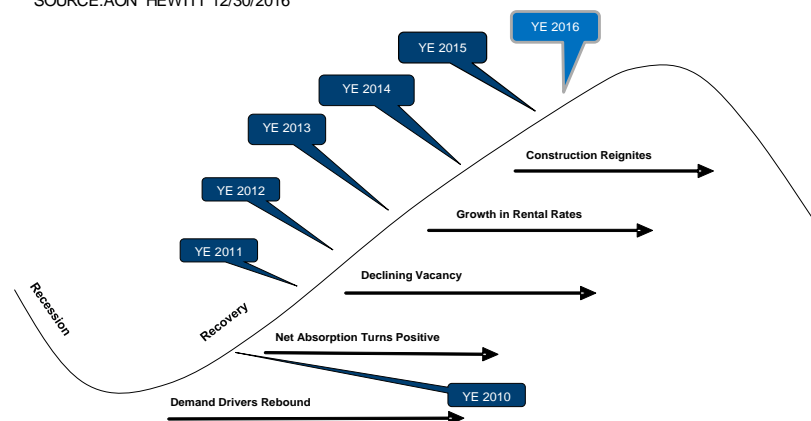 SOURCE:AON HEWITT 12/30/2016
YE 2016
YE 2015
YE 2014
YE 2013
Construction Reignites
YE 2012
Growth in Rental Rates
YE 2011
Declining Vacancy
Recession
Recovery
Net Absorption Turns Positive
YE 2010
Demand Drivers Rebound